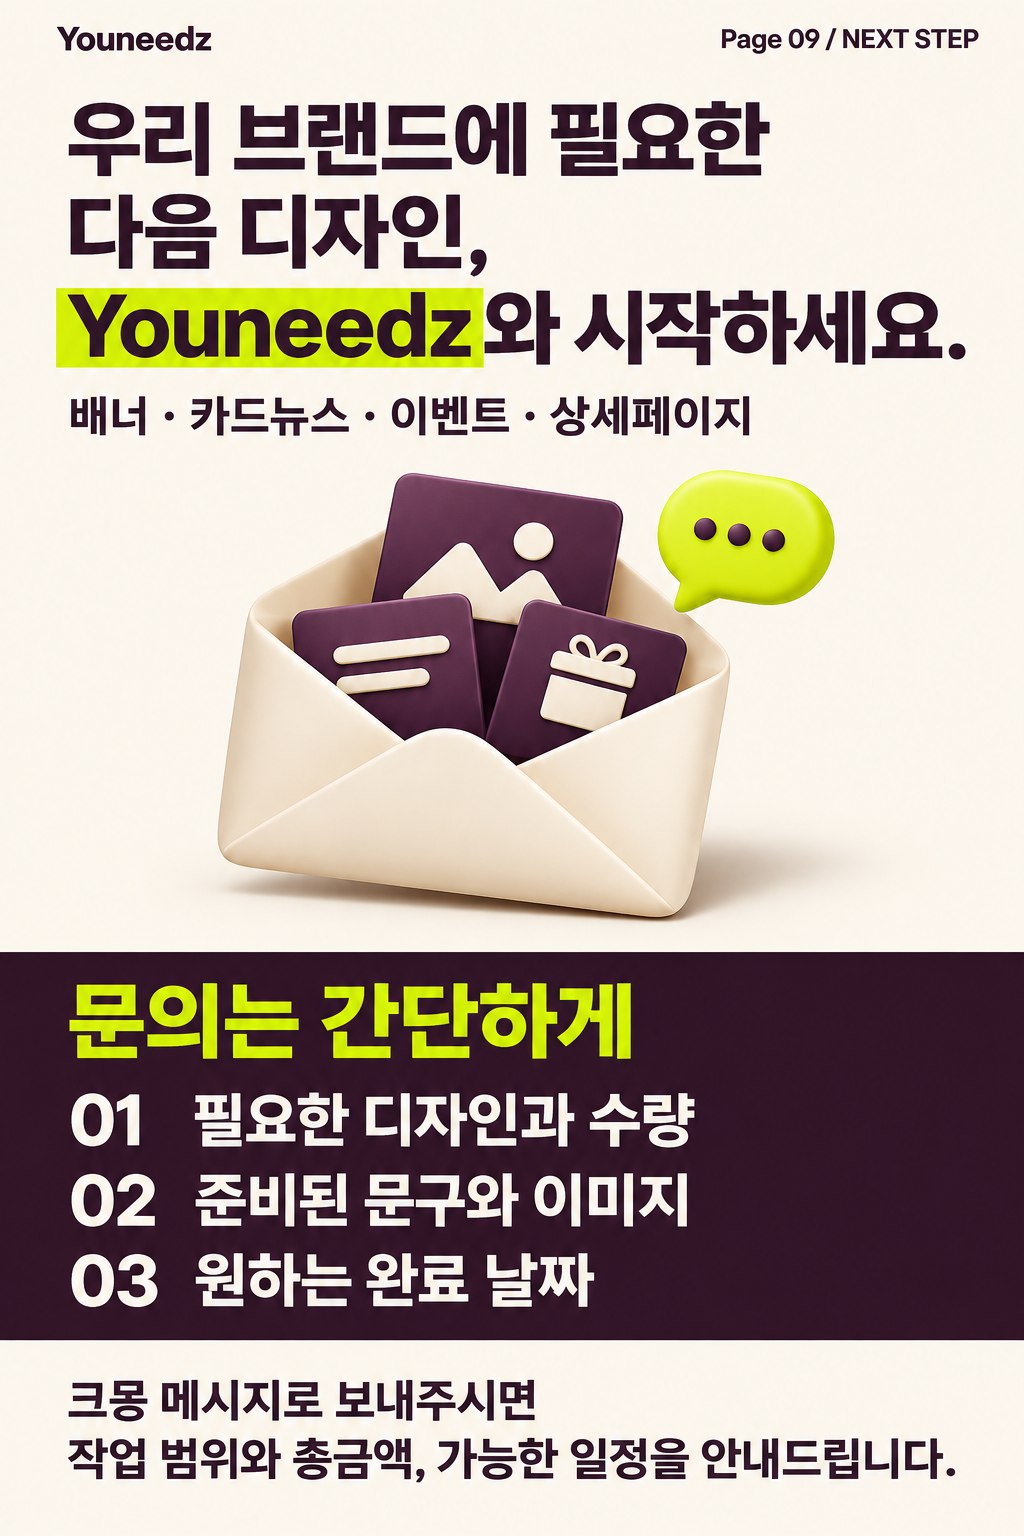 Youneedz
Page 09 / NEXT STEP
우리 브랜드에 필요한
다음 디자인,
Youneedz와 시작하세요.
배너 · 카드뉴스 · 이벤트 · 상세페이지
문의는 간단하게
01 필요한 디자인과 수량
02 준비된 문구와 이미지
03 원하는 완료 날짜
크몽 메시지로 보내주시면
작업 범위와 총금액, 가능한 일정을 안내드립니다.